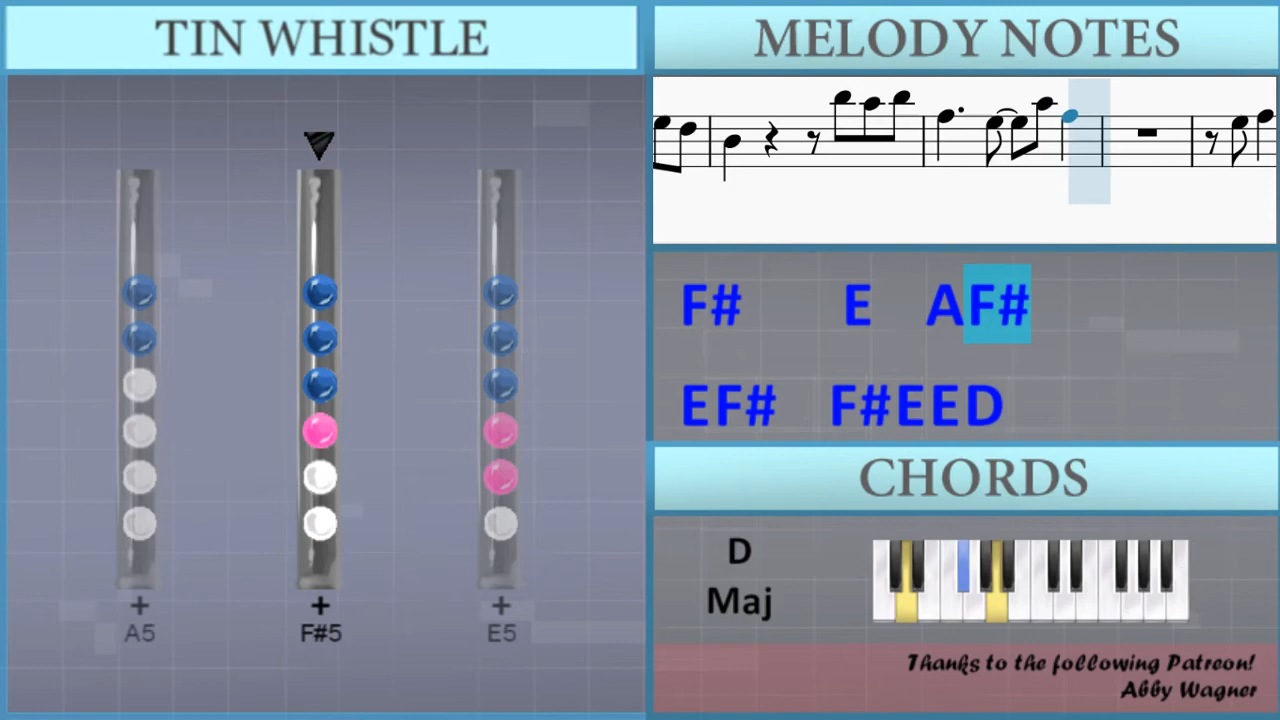 TIN WHISTLE
+ + +
A5 F#5 E5
MELODY NOTES
F# E AF#
EF# F#EED
CHORDS
D
Maj
Thanks to the following Patreon!
Abby Wagner